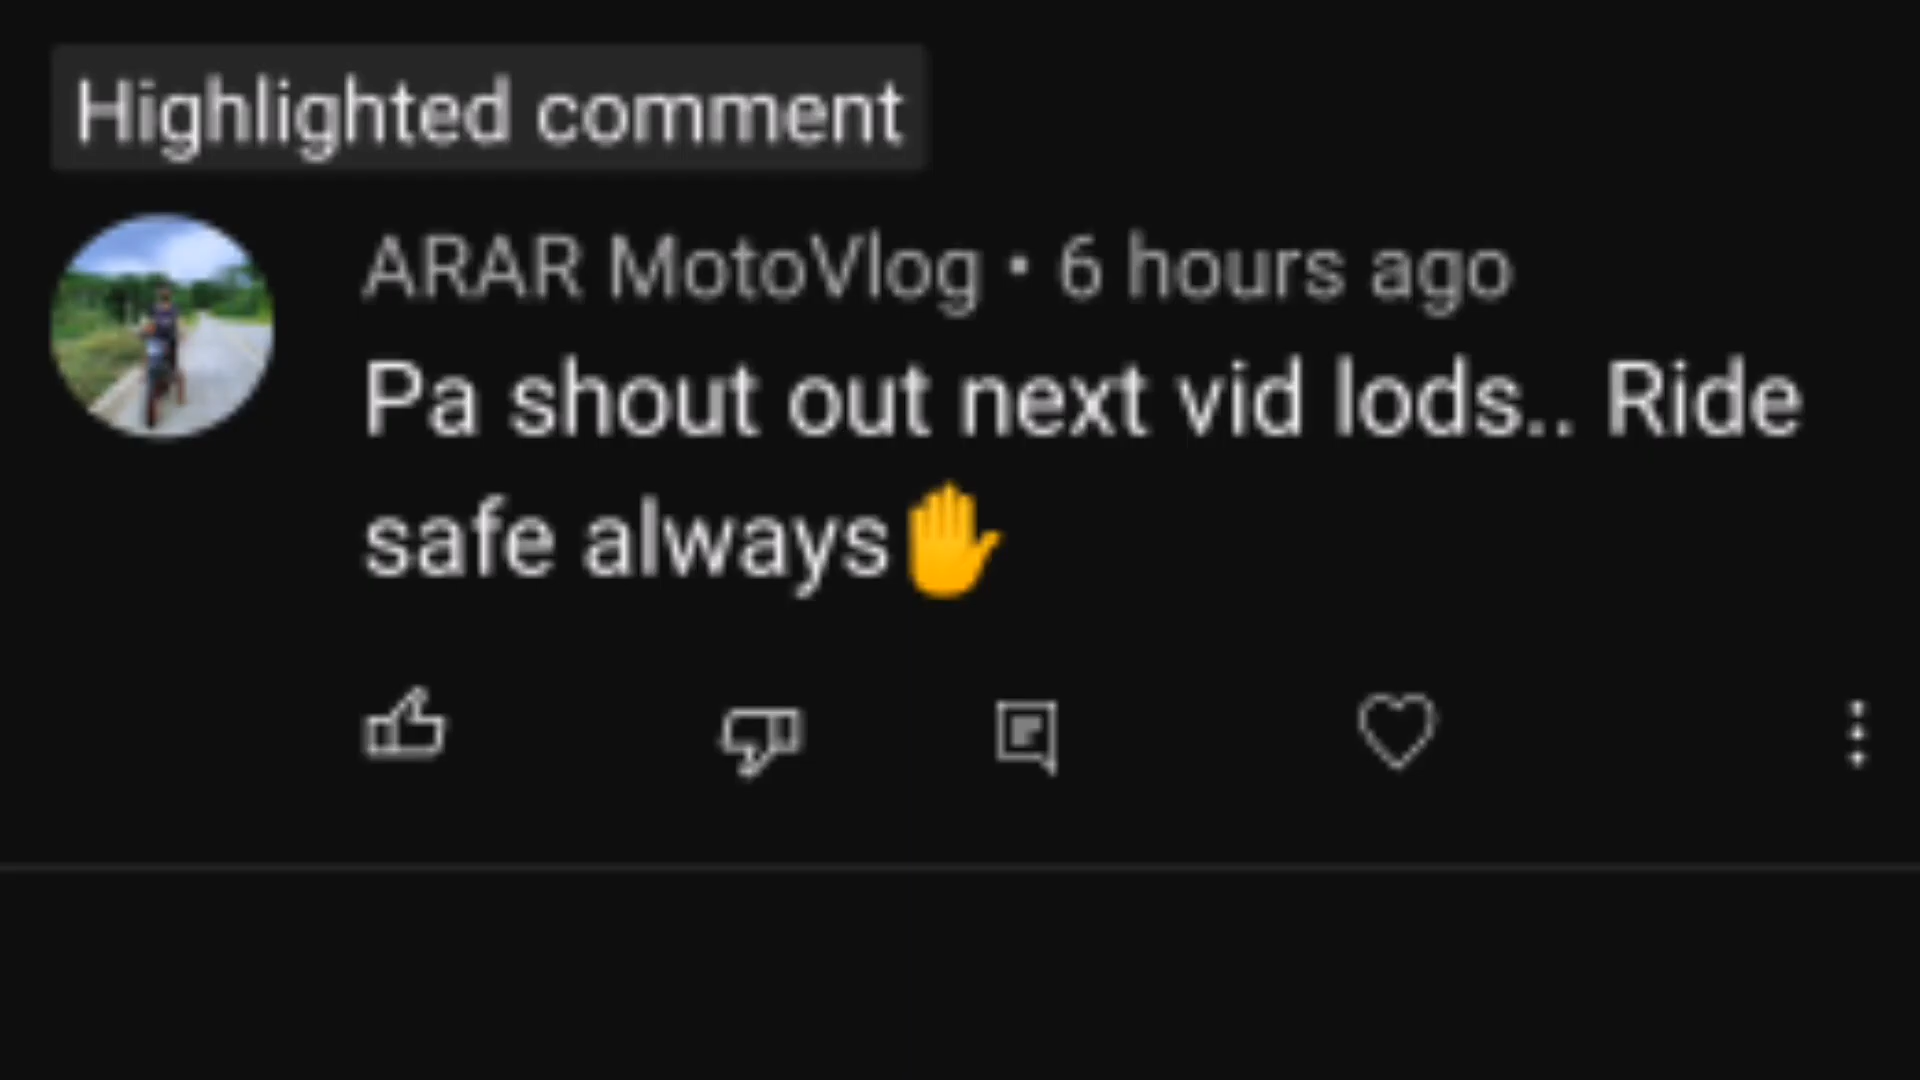 Highlighted comment
ARAR MotoVlog • 6 hours ago
Pa shout out next vid lods.. Ride
safe always✋